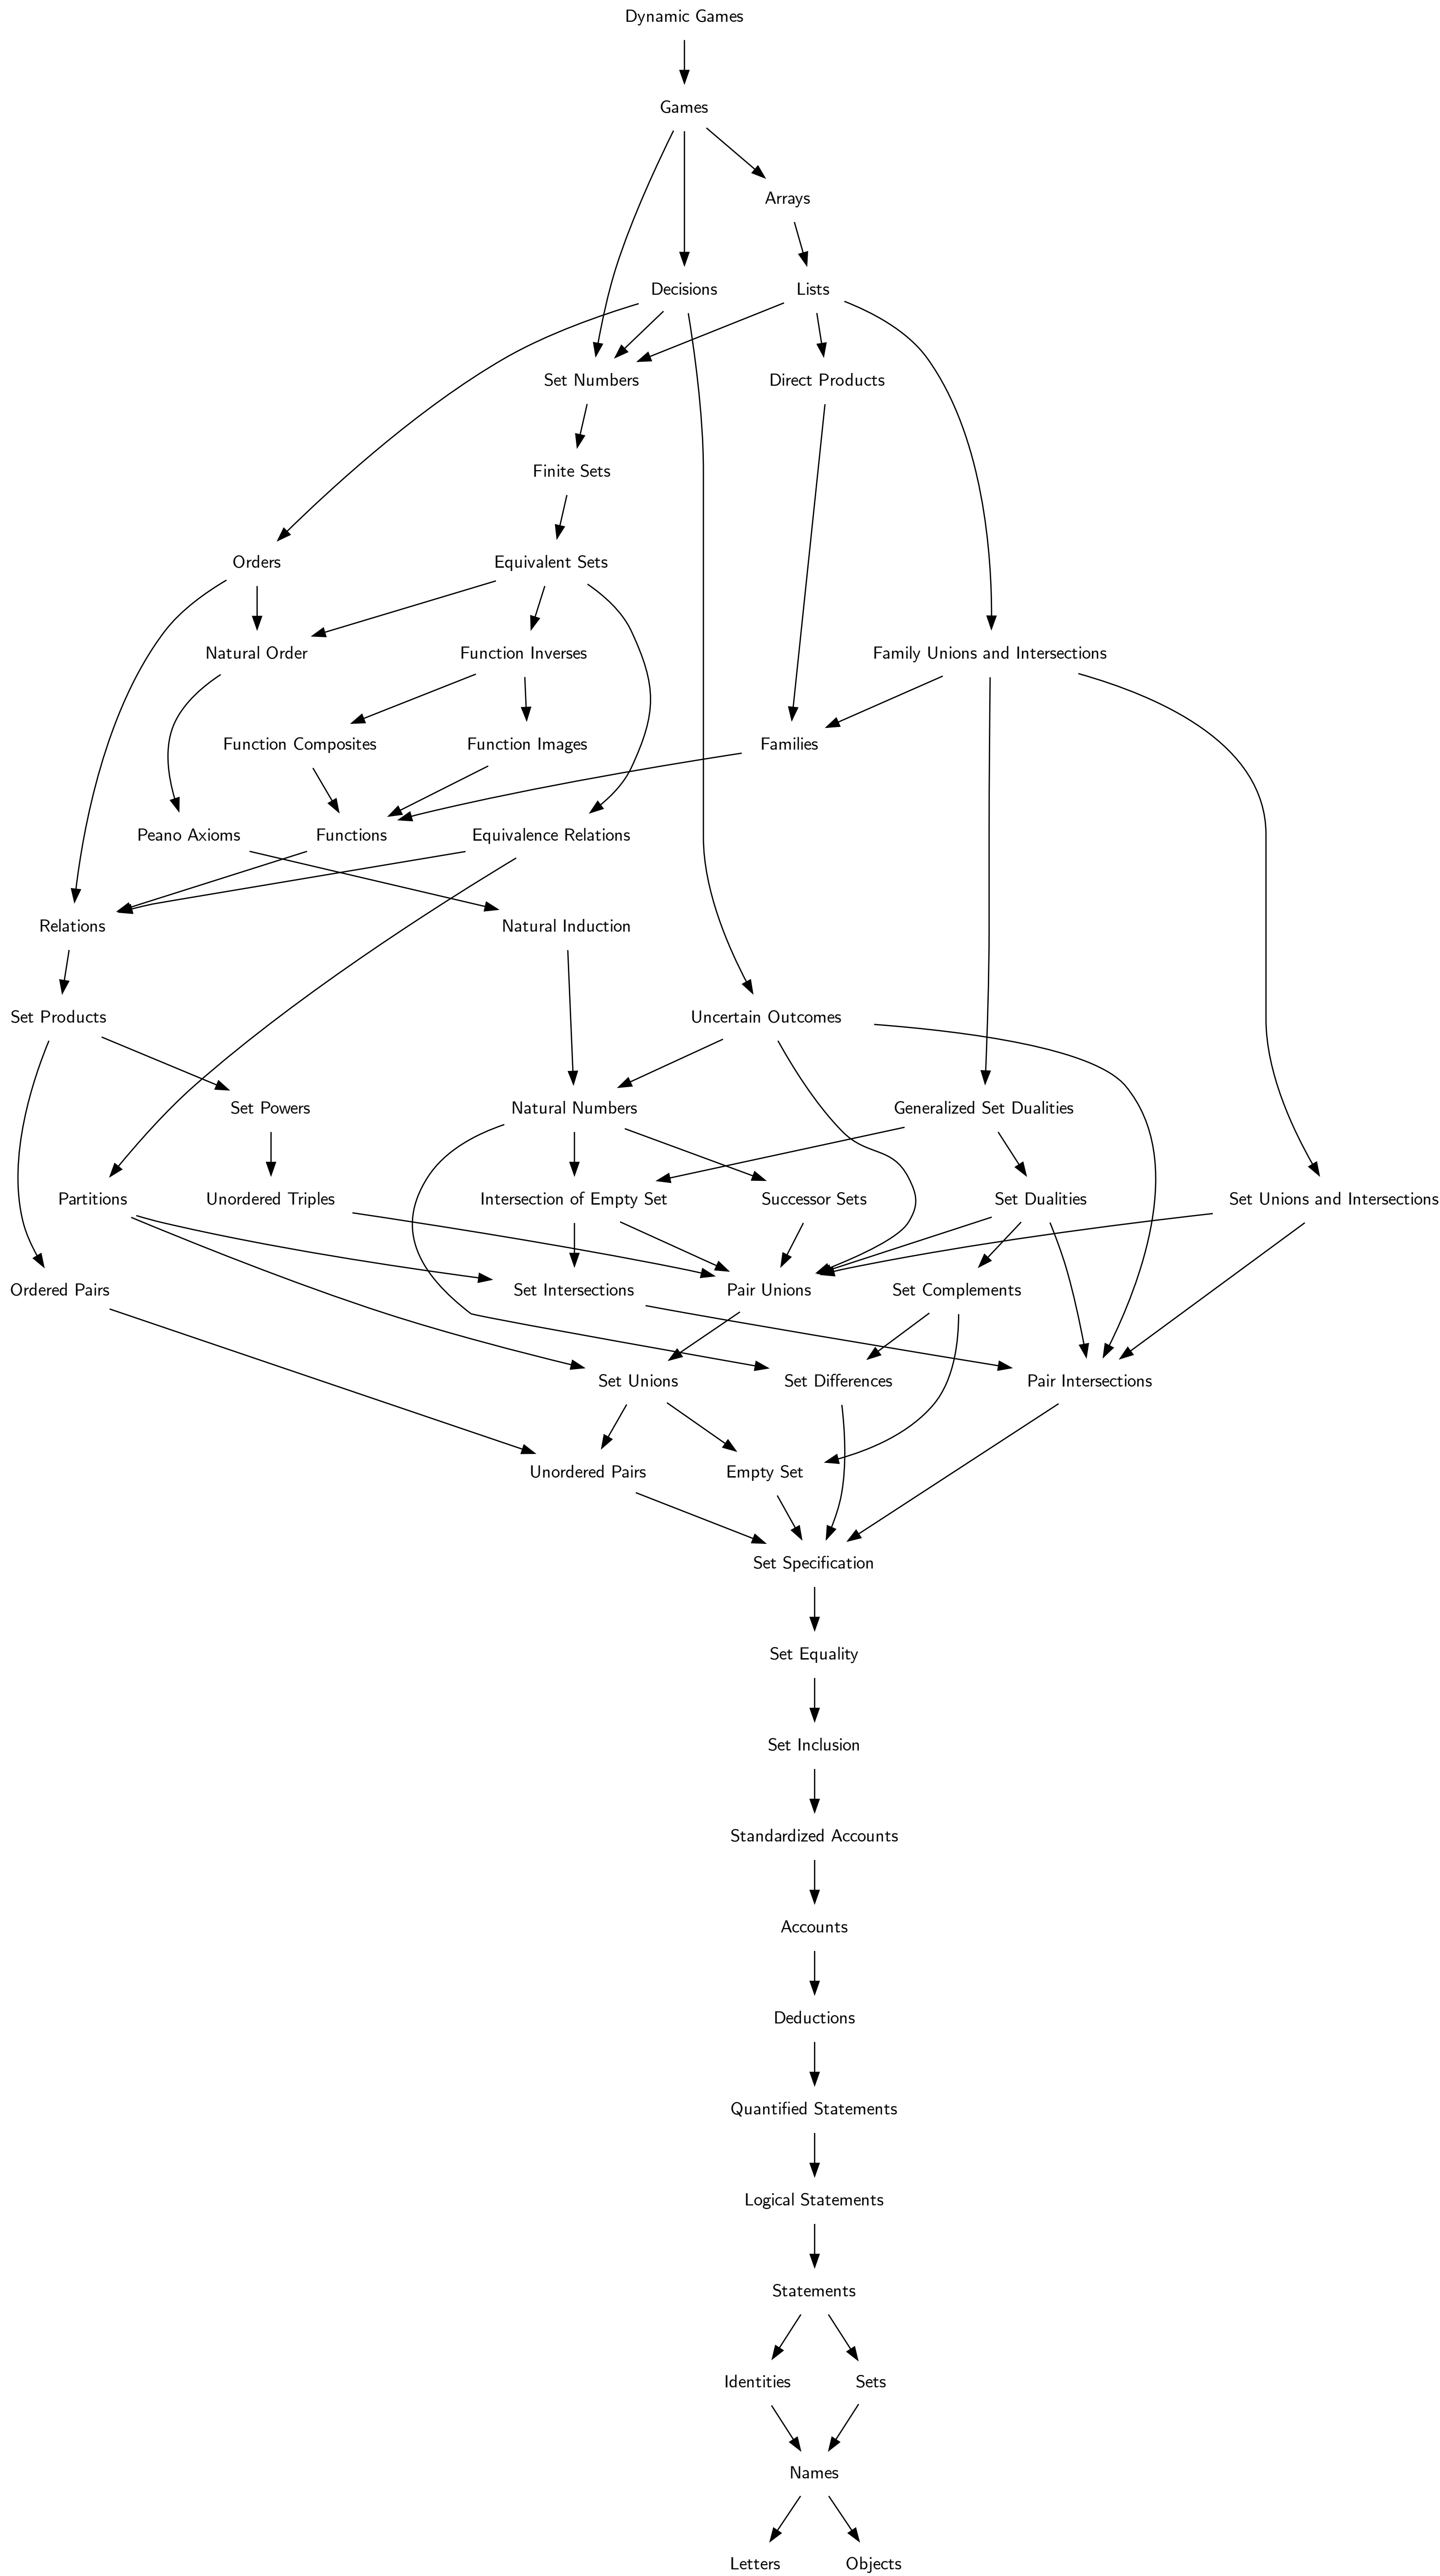 Dynamic Games
Games
Arrays
Decisions
Lists
Set Numbers
Direct Products
Finite Sets
Orders
Equivalent Sets
Natural Order
Function Inverses
Family Unions and Intersections
Function Composites
Function Images
Families
Peano Axioms
Functions
Equivalence Relations
Relations
Natural Induction
Set Products
Uncertain Outcomes
Set Powers
Natural Numbers
Generalized Set Dualities
Partitions
Unordered Triples
Intersection of Empty Set
Successor Sets
Set Dualities
Set Unions and Intersections
Ordered Pairs
Set Intersections
Pair Unions
Set Complements
Set Unions
Set Differences
Pair Intersections
Unordered Pairs
Empty Set
Set Specification
Set Equality
Set Inclusion
Standardized Accounts
Accounts
Deductions
Quantified Statements
Logical Statements
Statements
Identities
Sets
Names
Letters
Objects